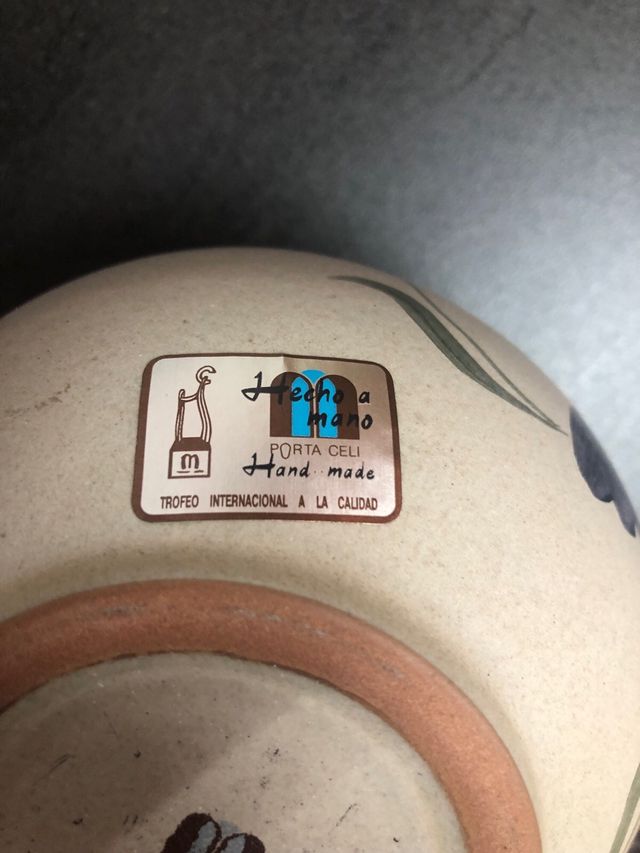 Hecho a
mano
PORTA CELI
Hand made
m
TROFEO INTERNACIONAL A LA CALIDAD